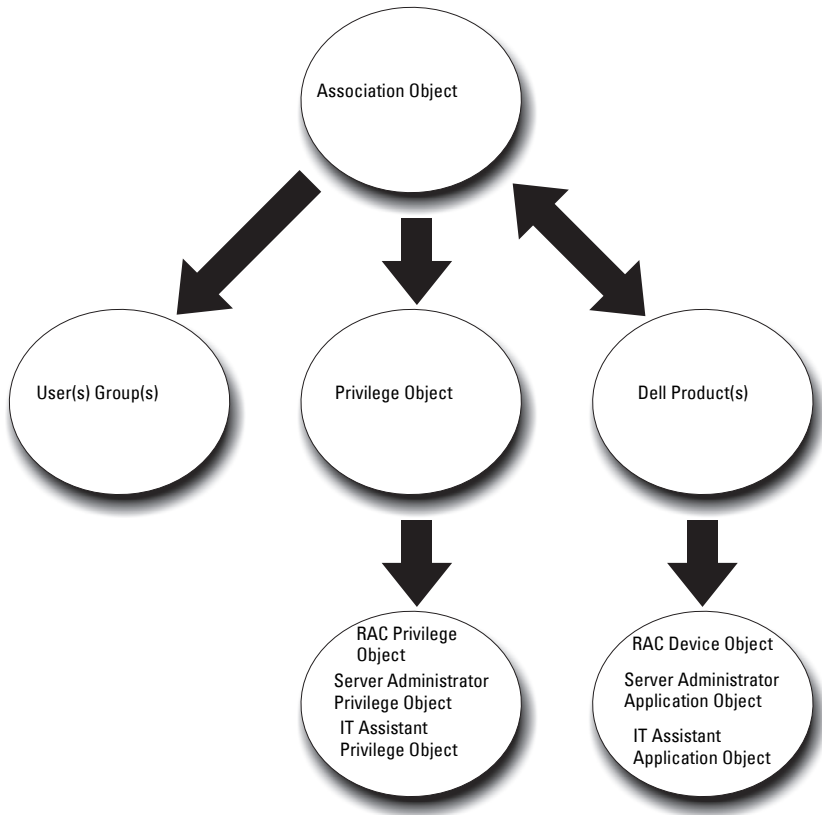 Association Object
User(s) Group(s)
Privilege Object
Dell Product(s)
RAC Privilege
Object
Server Administrator
Privilege Object
IT Assistant
Privilege Object
RAC Device Object
Server Administrator
Application Object
IT Assistant
Application Object